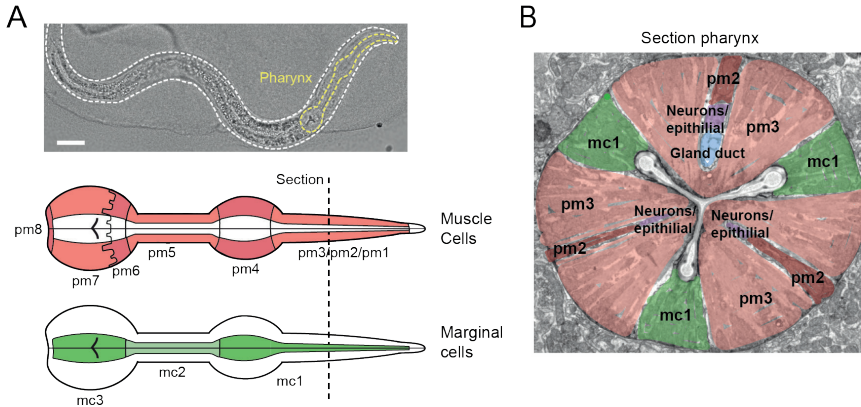 A
Pharynx
Section
pm8
pm7
pm6
pm5
pm4
pm3/pm2/pm1
Muscle
Cells
mc3
mc2
mc1
Marginal
cells
B
Section pharynx
pm2
Neurons/
epithilial
pm3
mc1
Gland duct
mc1
pm3
Neurons/
epithilial
Neurons/
epithilial
pm2
pm2
mc1
pm3